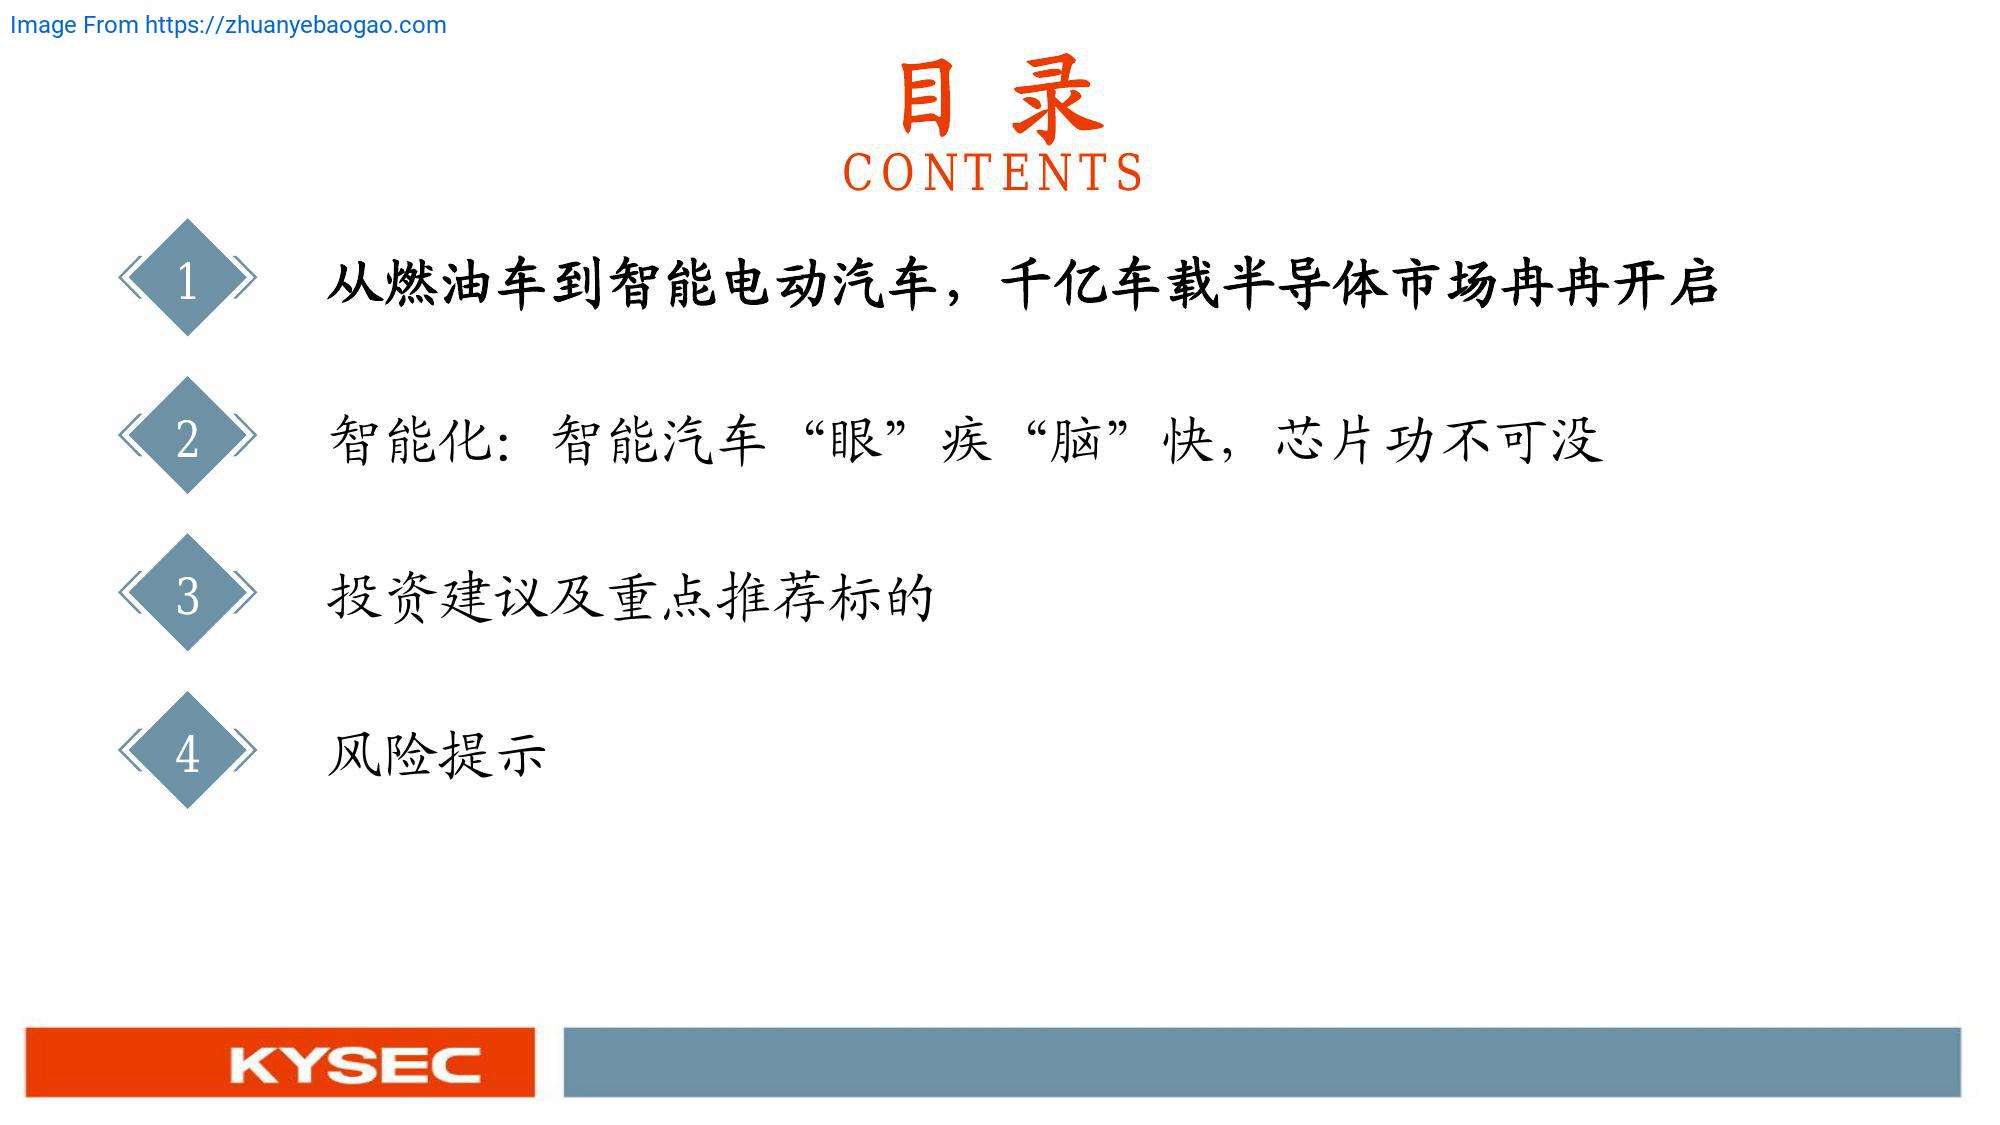 Image From https://zhuanyebaogao.com
目 录
CONTENTS
1 从燃油车到智能电动汽车，千亿车载半导体市场冉冉开启
2 智能化：智能汽车“眼”疾“脑”快，芯片功不可没
3 投资建议及重点推荐标的
4 风险提示
KYSEC